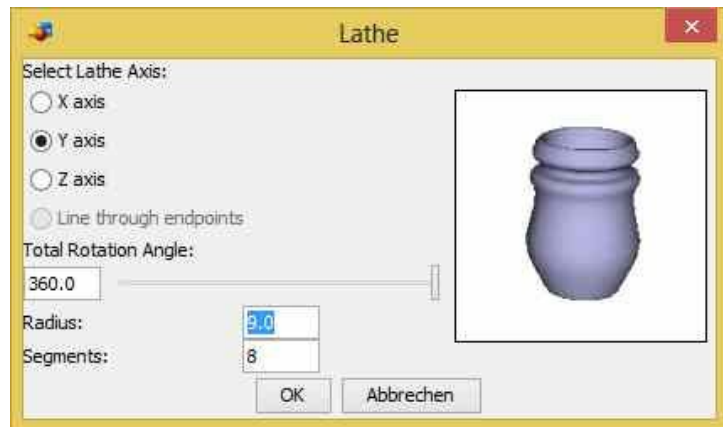 Lathe
Select Lathe Axis:
X axis
Y axis
Z axis
Line through endpoints
Total Rotation Angle:
360.0
Radius: 9.0
Segments: 8
OK Abbrechen